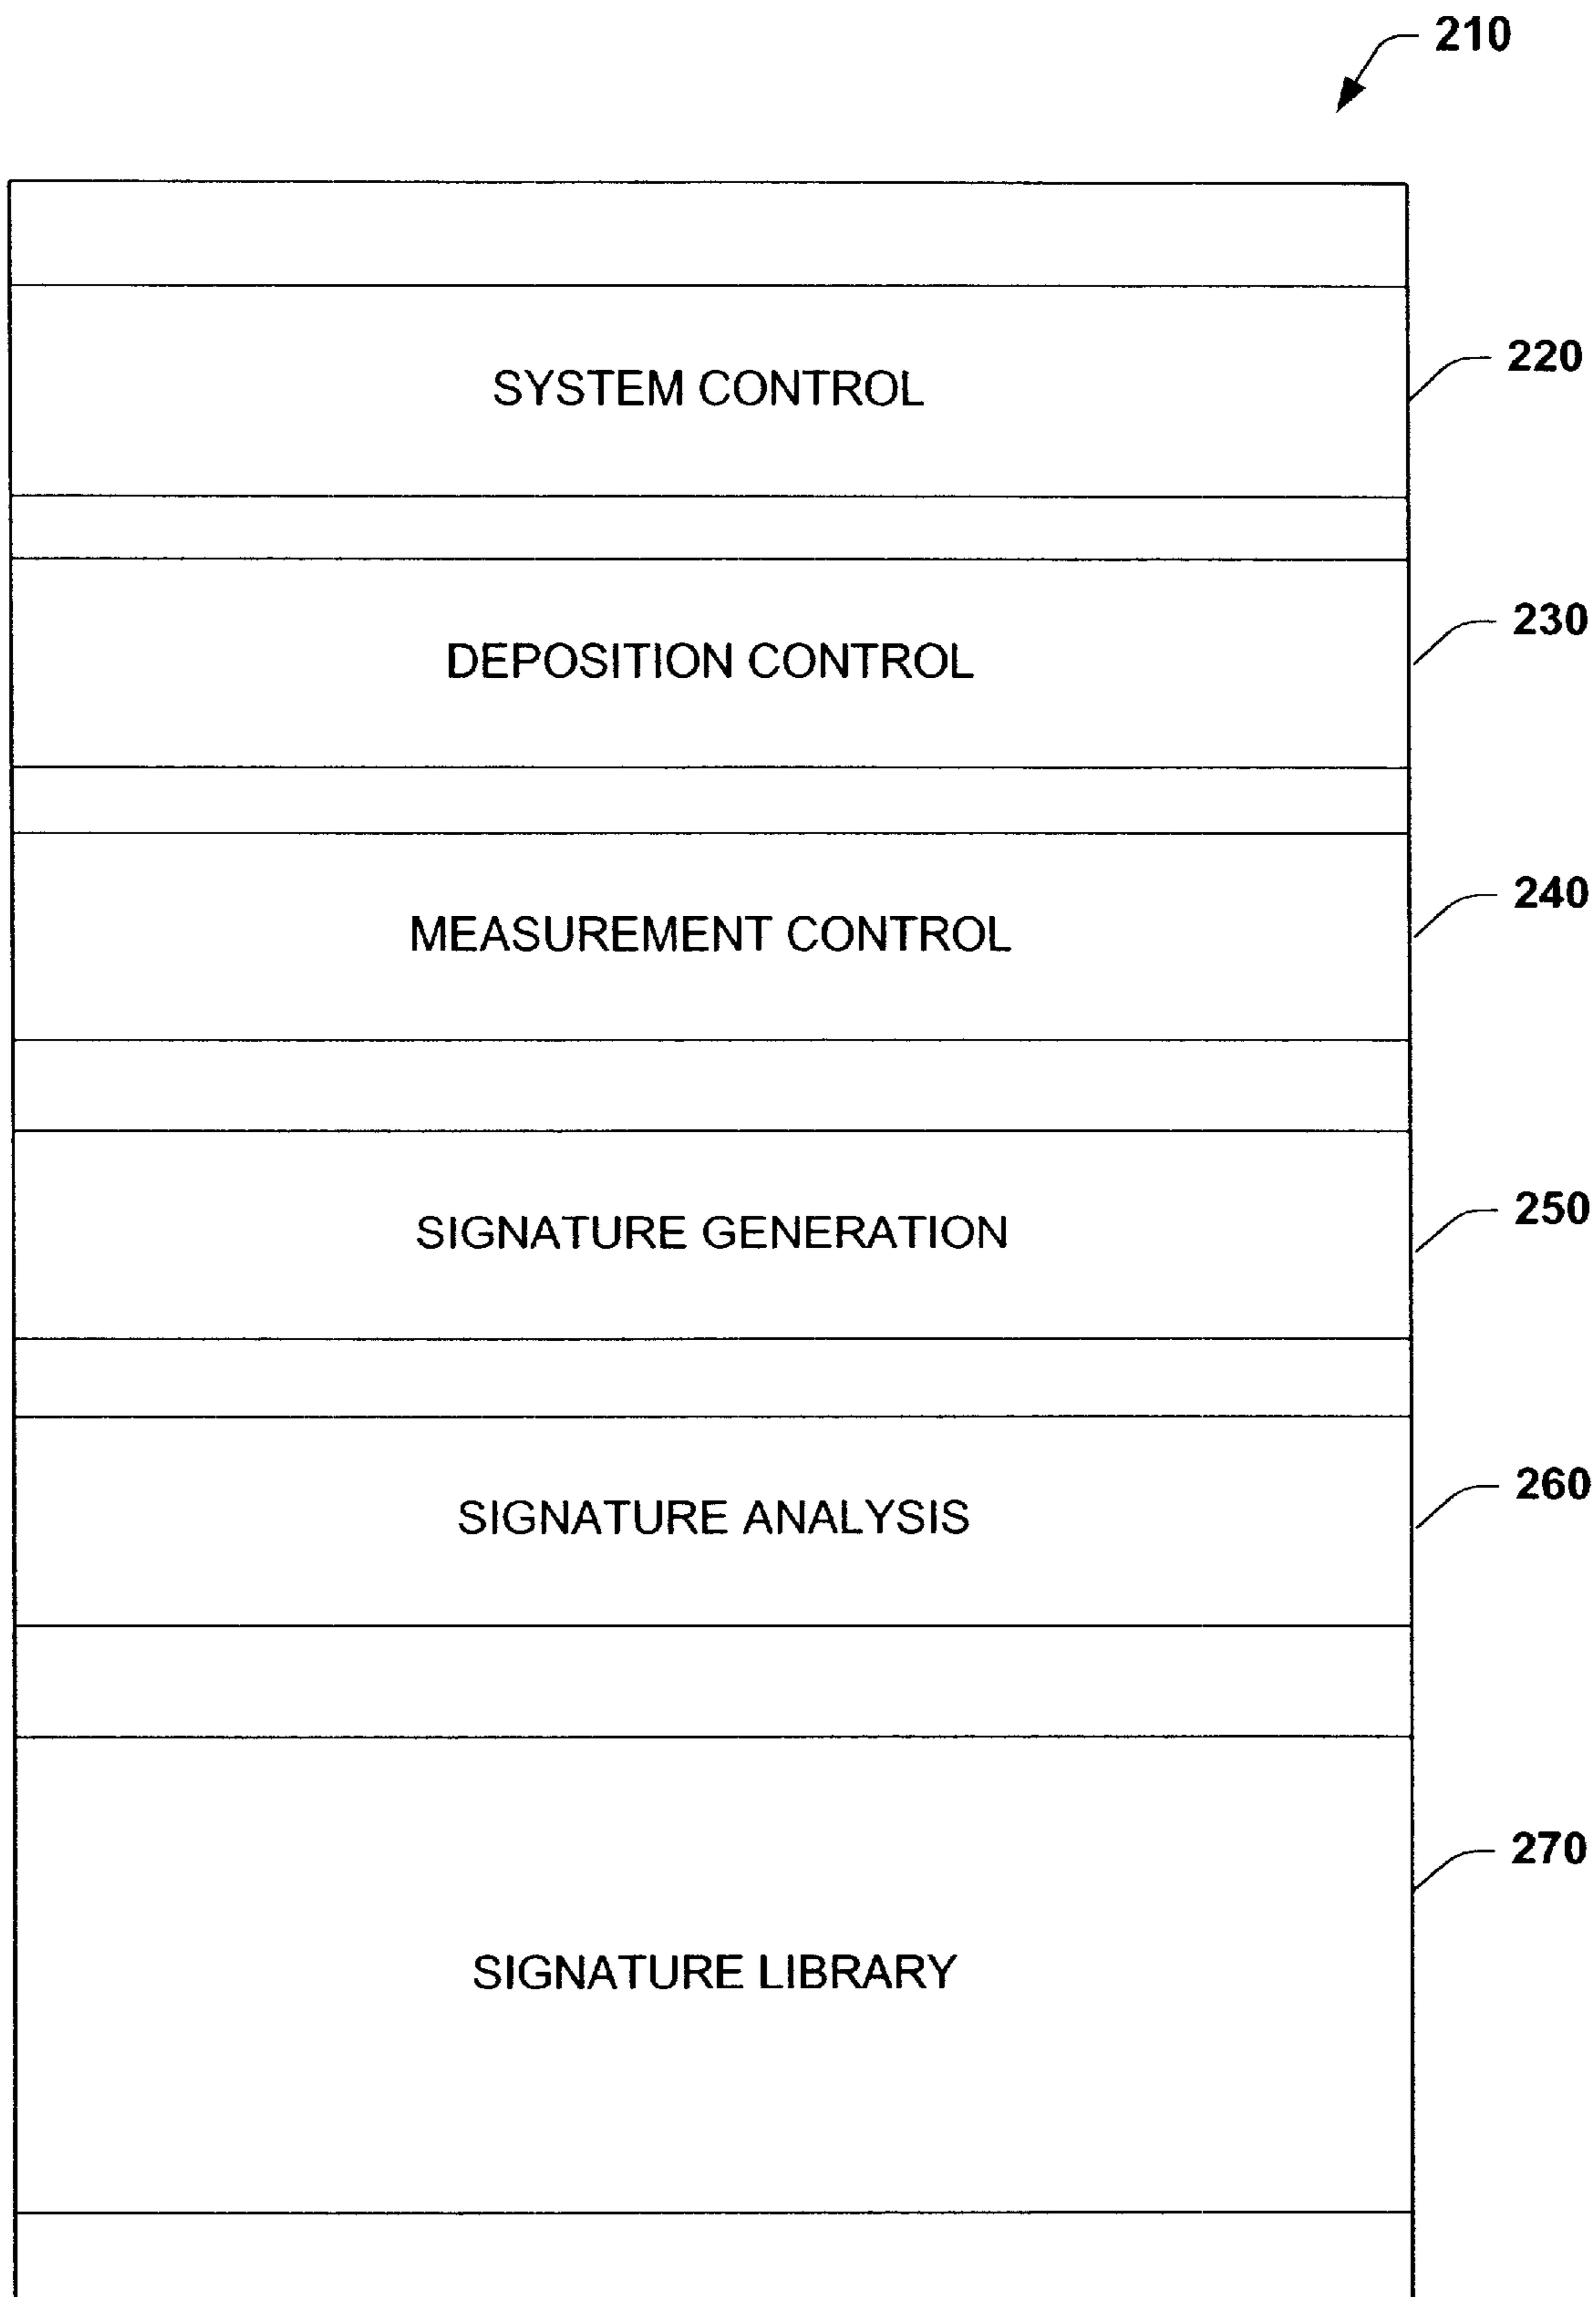 210
SYSTEM CONTROL
220
DEPOSITION CONTROL
230
MEASUREMENT CONTROL
240
SIGNATURE GENERATION
250
SIGNATURE ANALYSIS
260
SIGNATURE LIBRARY
270